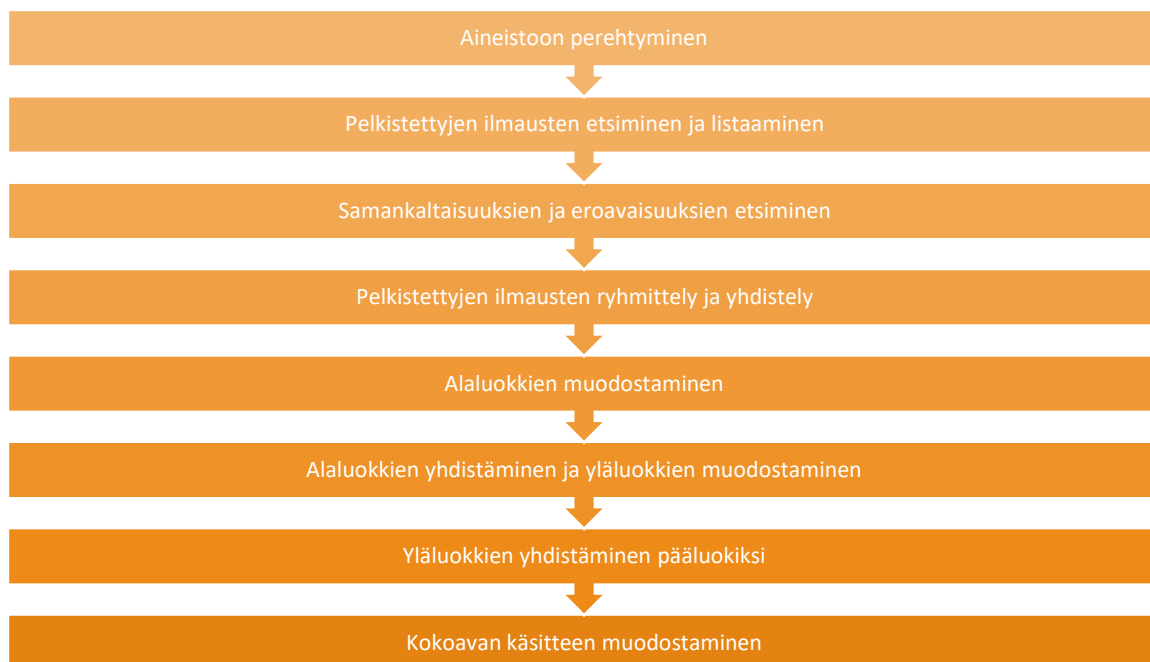 Aineistoon perehtyminen
Pelkistettyjen ilmausten etsiminen ja listaaminen
Samankaltaisuuksien ja eroavaisuuksien etsiminen
Pelkistettyjen ilmausten ryhmittely ja yhdistely
Alaluokkien muodostaminen
Alaluokkien yhdistäminen ja yläluokkien muodostaminen
Yläluokkien yhdistäminen pääluokiksi
Kokoavan käsitteen muodostaminen